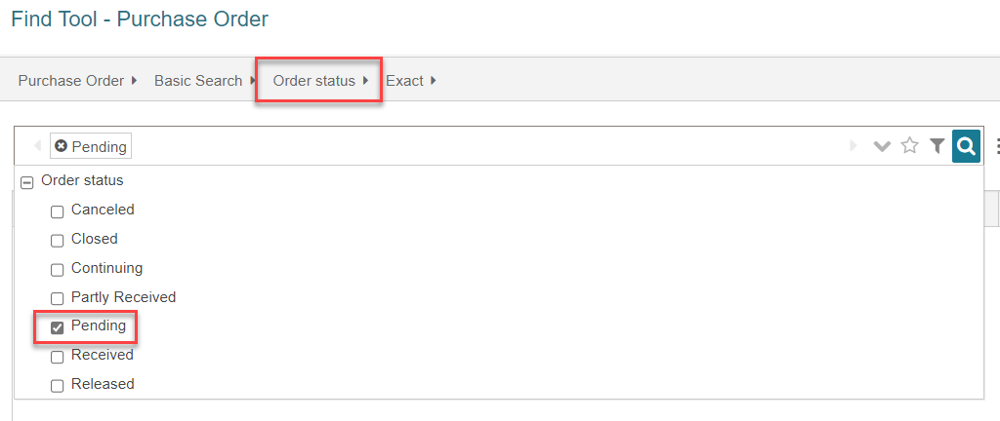 Find Tool - Purchase Order
Purchase Order Basic Search Order status Exact
Pending
Order status
Canceled
Closed
Continuing
Partly Received
Pending
Received
Released